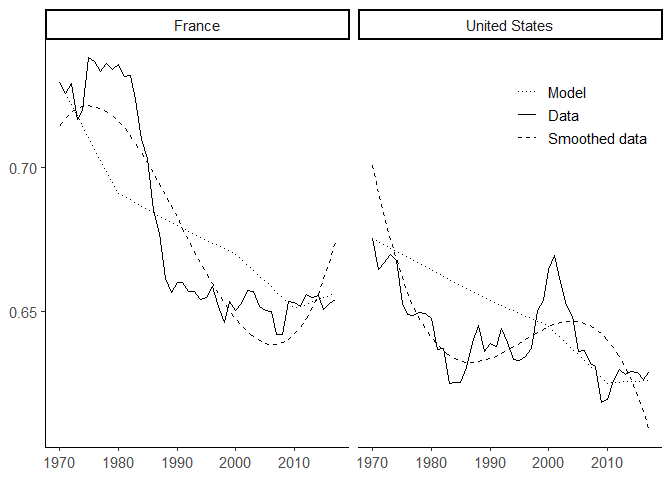 France
United States
Model
Data
Smoothed data
0.70
0.65
1970 1980 1990 2000 2010
1970 1980 1990 2000 2010